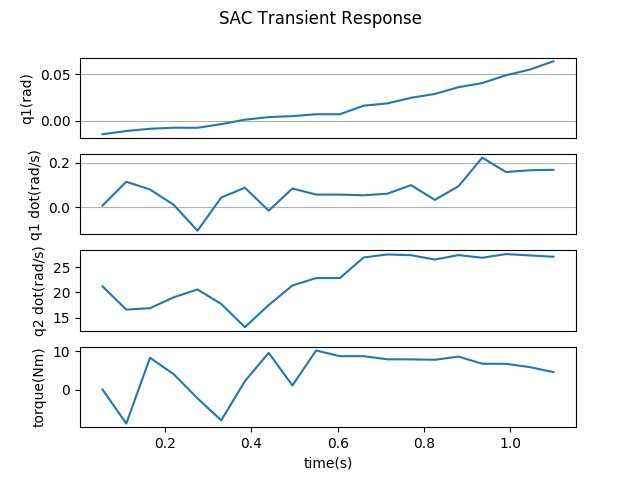 SAC Transient Response
q1(rad)
0.05
0.00
q1 dot(rad/s)
0.2
0.0
q2 dot(rad/s)
25
20
15
torque(Nm)
10
0
0.2 0.4 0.6 0.8 1.0
time(s)